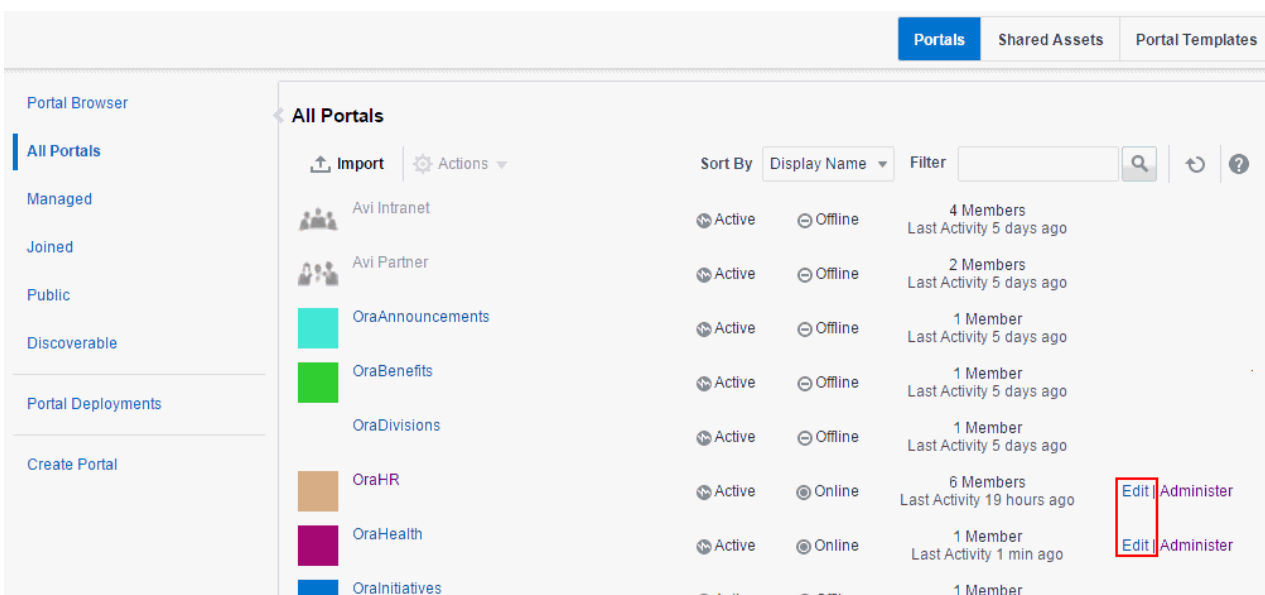 Portals Shared Assets Portal Templates
Portal Browser
All Portals
Managed
Joined
Public
Discoverable
Portal Deployments
Create Portal
All Portals
Import Actions Sort By Display Name Filter
Avi Intranet Active Offline 4 Members
Last Activity 5 days ago
Avi Partner Active Offline 2 Members
Last Activity 5 days ago
OraAnnouncements Active Offline 1 Member
Last Activity 5 days ago
OraBenefits Active Offline 1 Member
Last Activity 5 days ago
OraDivisions Active Offline 1 Member
Last Activity 5 days ago
OraHR Active Online 6 Members Edit | Administer
Last Activity 19 hours ago
OraHealth Active Online 1 Member Edit | Administer
Last Activity 1 min ago
OraInitiatives 1 Member